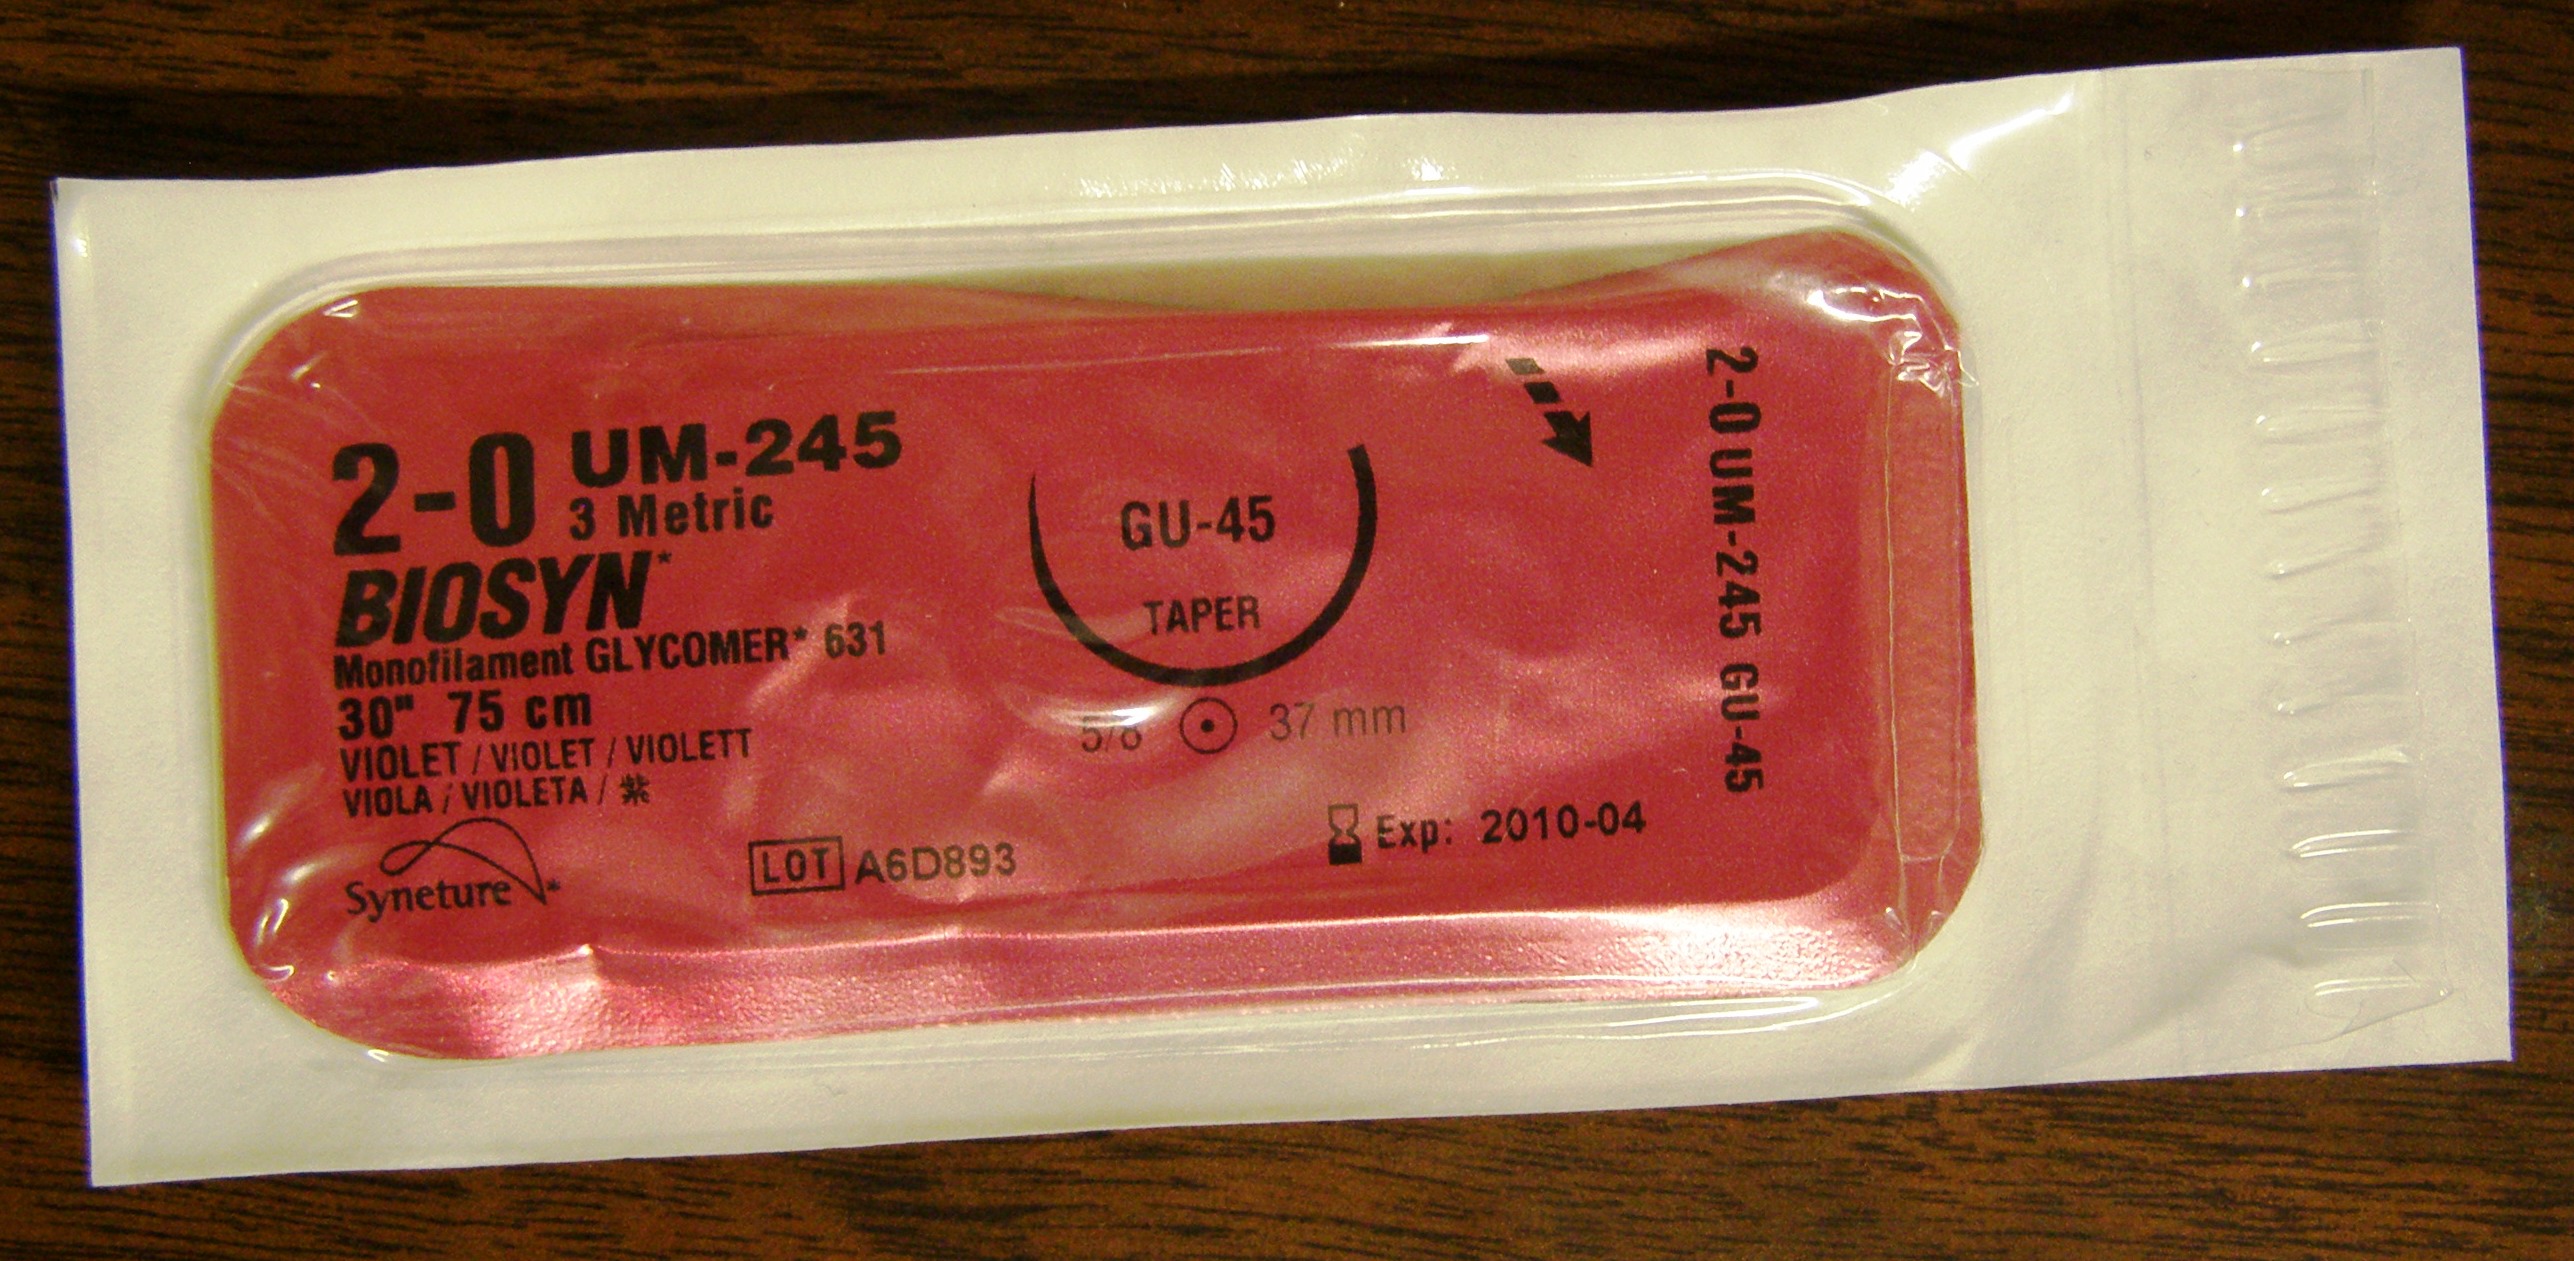 2-0 UM-245
3 Metric
BIOSYN*
Monofilament GLYCOMER* 631
30" 75 cm
VIOLET / VIOLET / VIOLETT
VIOLA / VIOLETA / 紫
Syneture*
LOT A6D893
GU-45
TAPER
5/8 37 mm
Exp: 2010-04
2-0 UM-245 GU-45